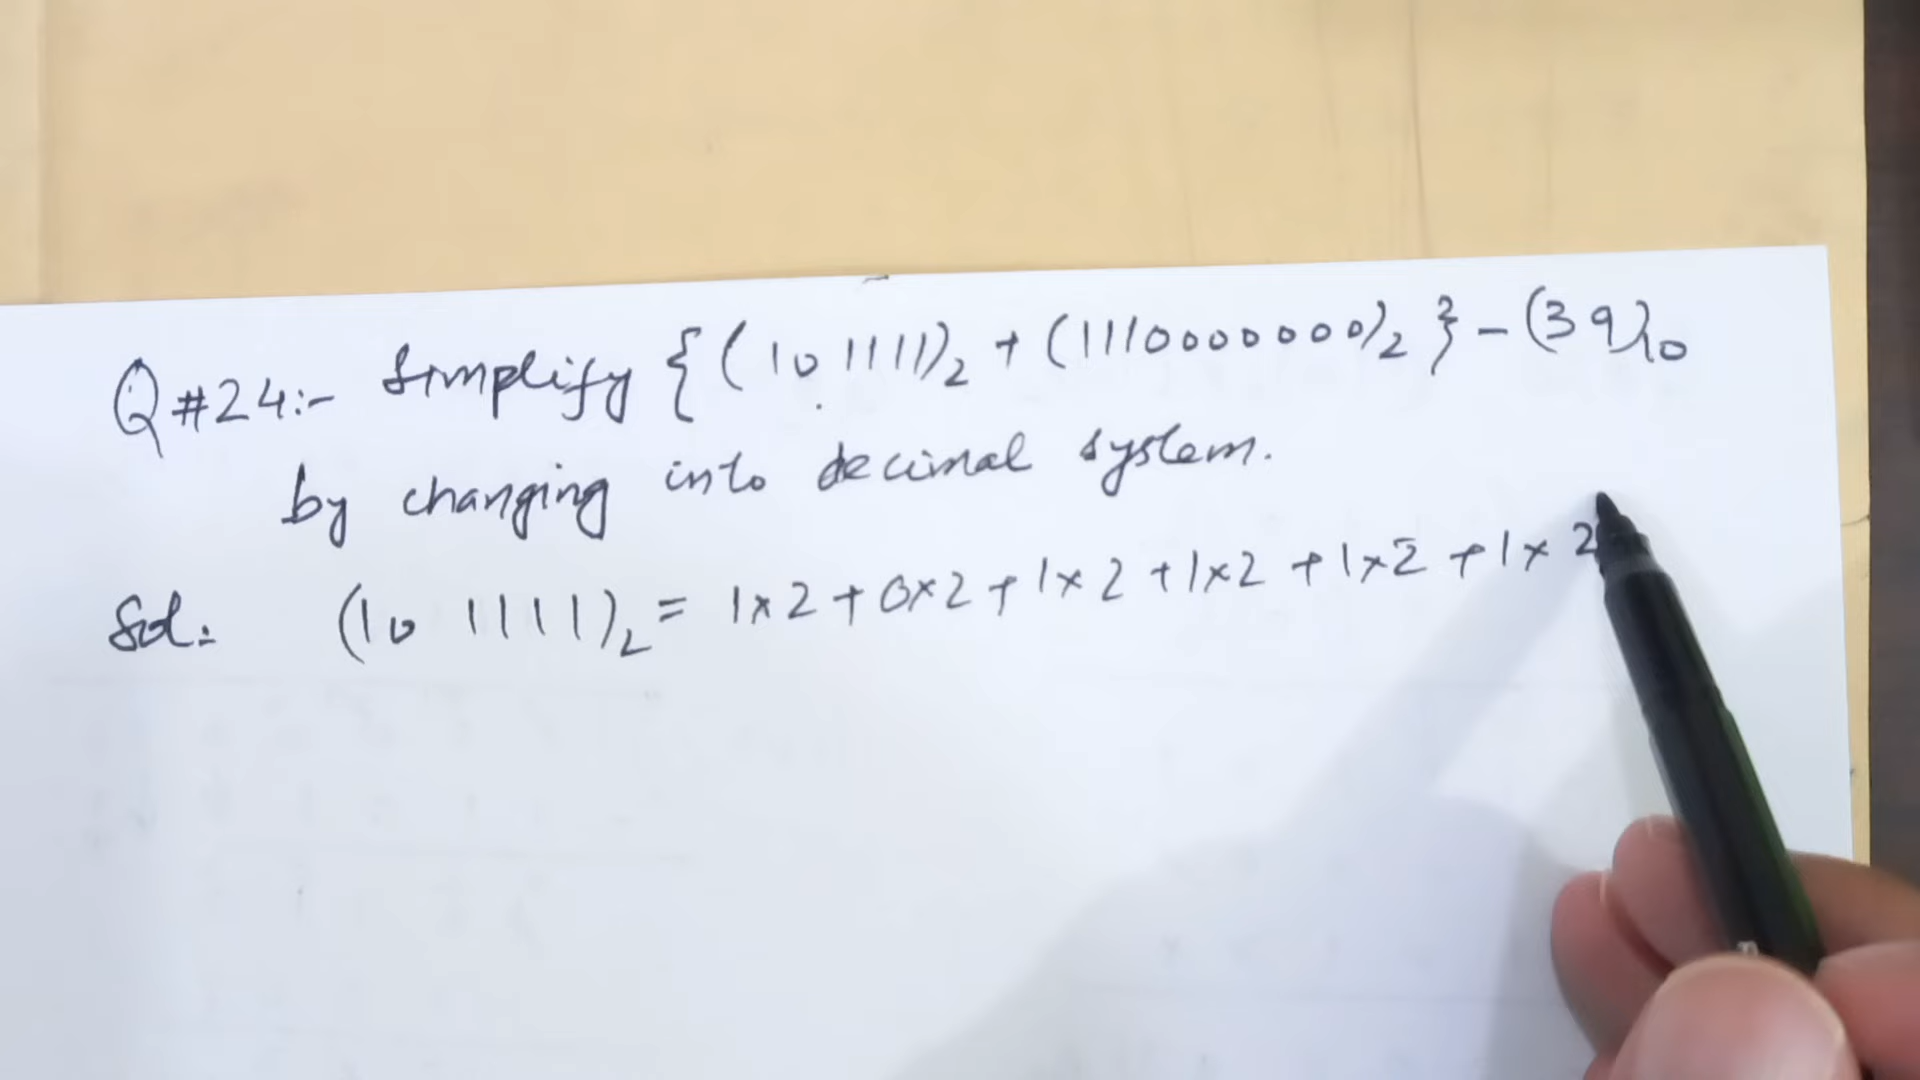 Q#24:- Simplify {(101111)₂ + (1110000000)₂} - (39)₁₀
by changing into decimal system.
Sol: (101111)₂ = 1×2 + 0×2 + 1×2 + 1×2 + 1×2 + 1×2